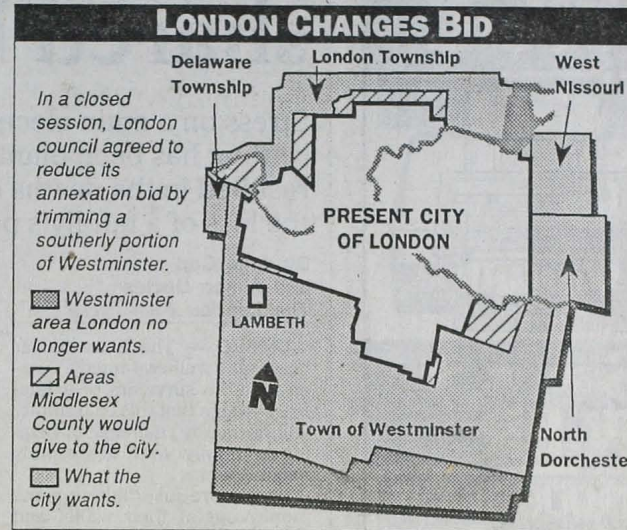 LONDON CHANGES BID
Delaware
Township
London Township
West
Nissouri
In a closed
session, London
council agreed to
reduce its
annexation bid by
trimming a
southerly portion
of Westminster.
Westminster
area London no
longer wants.
Areas
Middlesex
County would
give to the city.
What the
city wants.
PRESENT CITY
OF LONDON
LAMBETH
N
Town of Westminster
North
Dorcheste